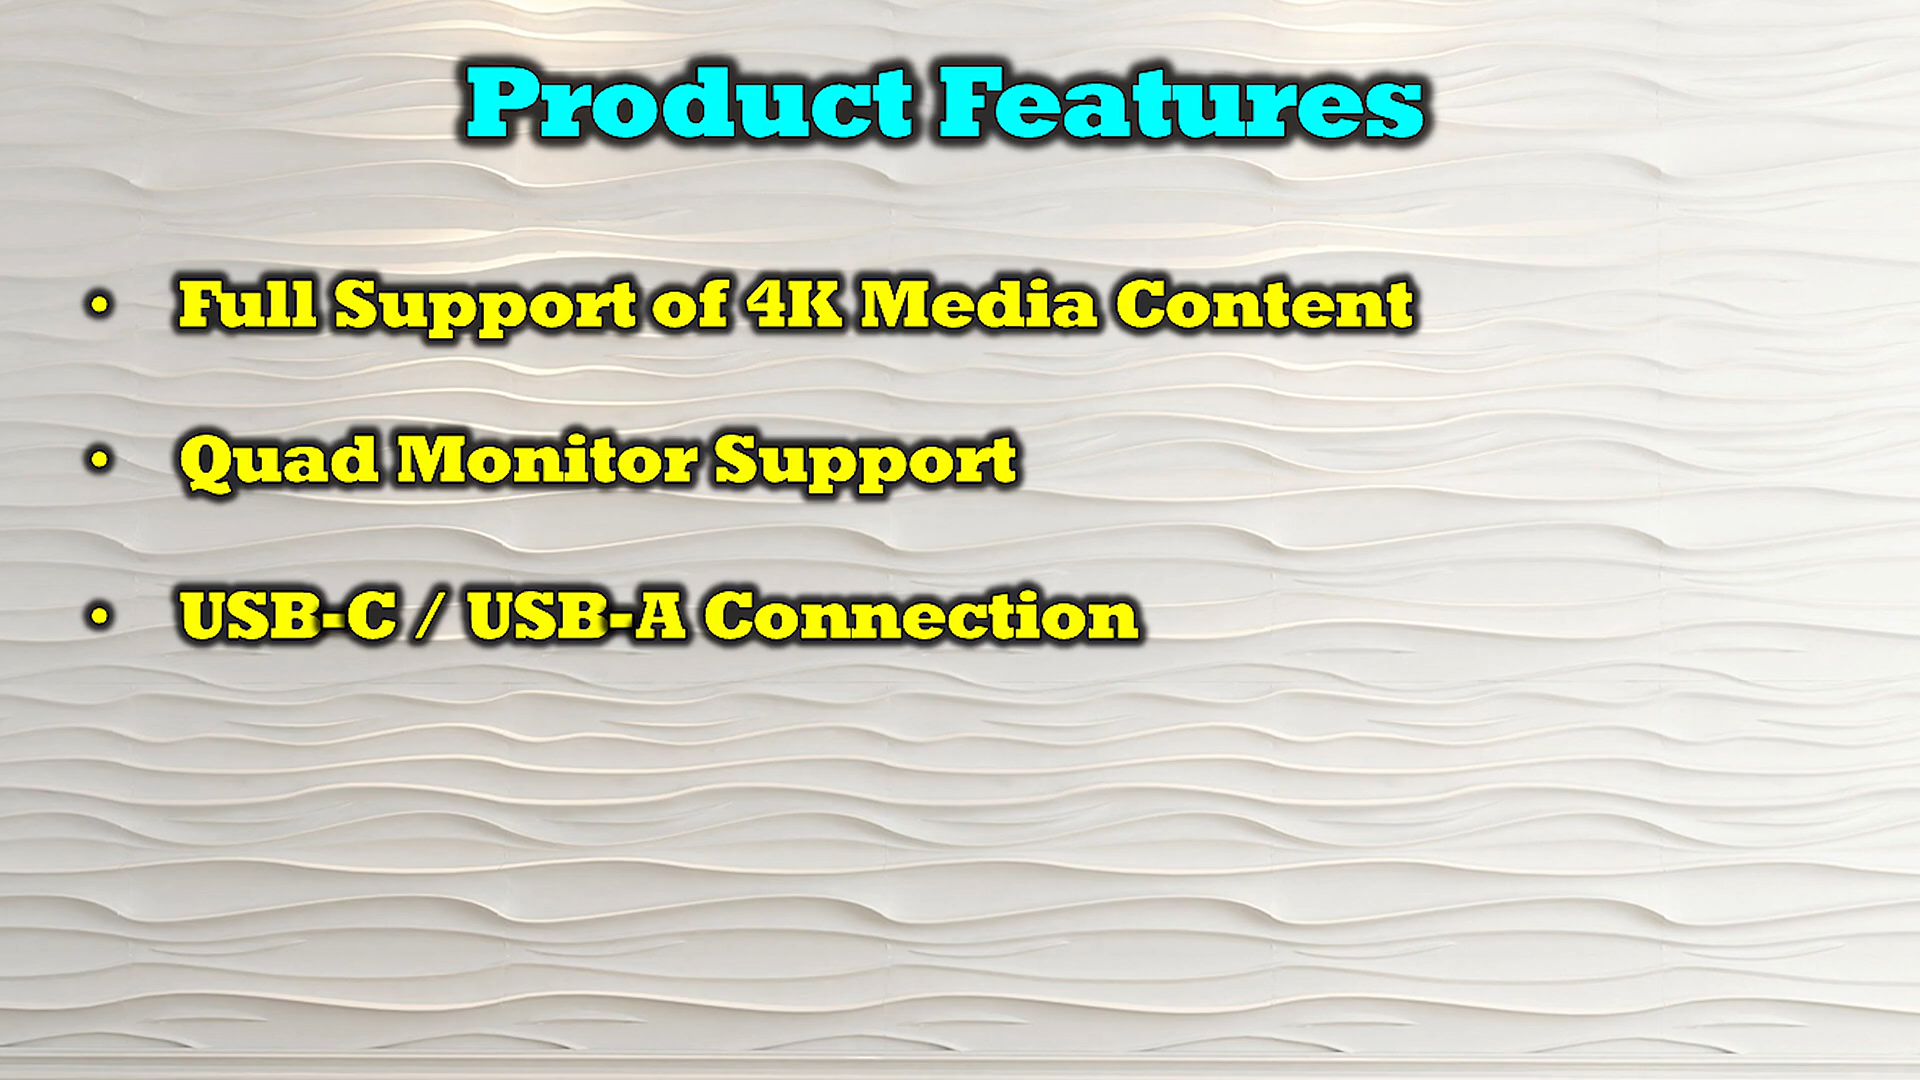 Product Features
• Full Support of 4K Media Content
• Quad Monitor Support
• USB-C / USB-A Connection